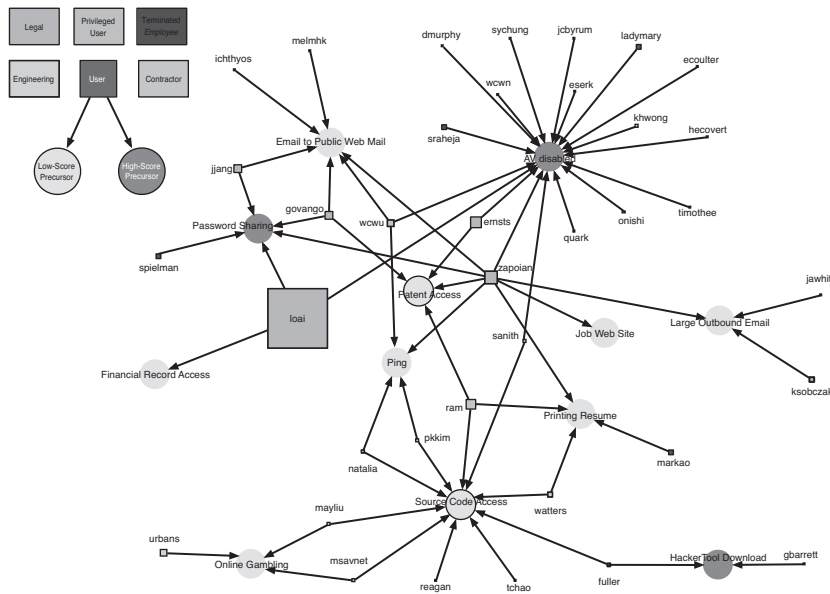 Legal
Privileged
User
Terminated
Employee
Engineering
User
Contractor
Low-Score
Precursor
High-Score
Precursor
ichthyos
melmhk
Email to Public Web Mail
jjang
govango
Password Sharing
spielman
loai
Financial Record Access
dmurphy
sychung
jcbyrum
ladymary
ecoulter
wcwn
eserk
khwong
hecovert
sraheja
AV disabled
timothee
onishi
quark
wcwu
ernsts
zapoian
Patent Access
sanith
Job Web Site
Large Outbound Email
ksobczak
Ping
ram
Printing Resume
markao
pkkim
natalia
Source Code Access
watters
mayliu
urbans
Online Gambling
msavnet
reagan
tchao
fuller
HackerTool Download
gbarrett